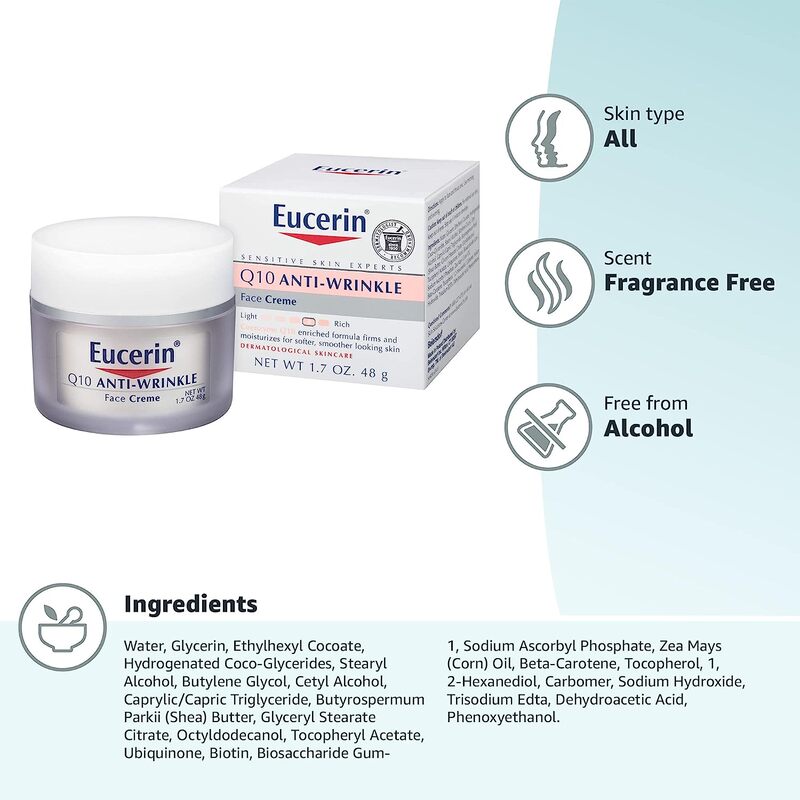 Skin type
All
Scent
Fragrance Free
Free from
Alcohol
Eucerin
Eucerin®
SENSITIVE SKIN EXPERTS
Q10 ANTI-WRINKLE
Face Creme
Light Rich
Coenzyme Q10 enriched formula firms and
moisturizes for softer, smoother looking skin
DERMATOLOGICAL SKINCARE
NET WT 1.7 OZ. 48 g
Eucerin®
Q10 ANTI-WRINKLE
Face Creme
NET WT
1.7 OZ. 48g
Ingredients
Water, Glycerin, Ethylhexyl Cocoate,
Hydrogenated Coco-Glycerides, Stearyl
Alcohol, Butylene Glycol, Cetyl Alcohol,
Caprylic/Capric Triglyceride, Butyrospermum
Parkii (Shea) Butter, Glyceryl Stearate
Citrate, Octyldodecanol, Tocopheryl Acetate,
Ubiquinone, Biotin, Biosaccharide Gum-
1, Sodium Ascorbyl Phosphate, Zea Mays
(Corn) Oil, Beta-Carotene, Tocopherol, 1,
2-Hexanediol, Carbomer, Sodium Hydroxide,
Trisodium Edta, Dehydroacetic Acid,
Phenoxyethanol.